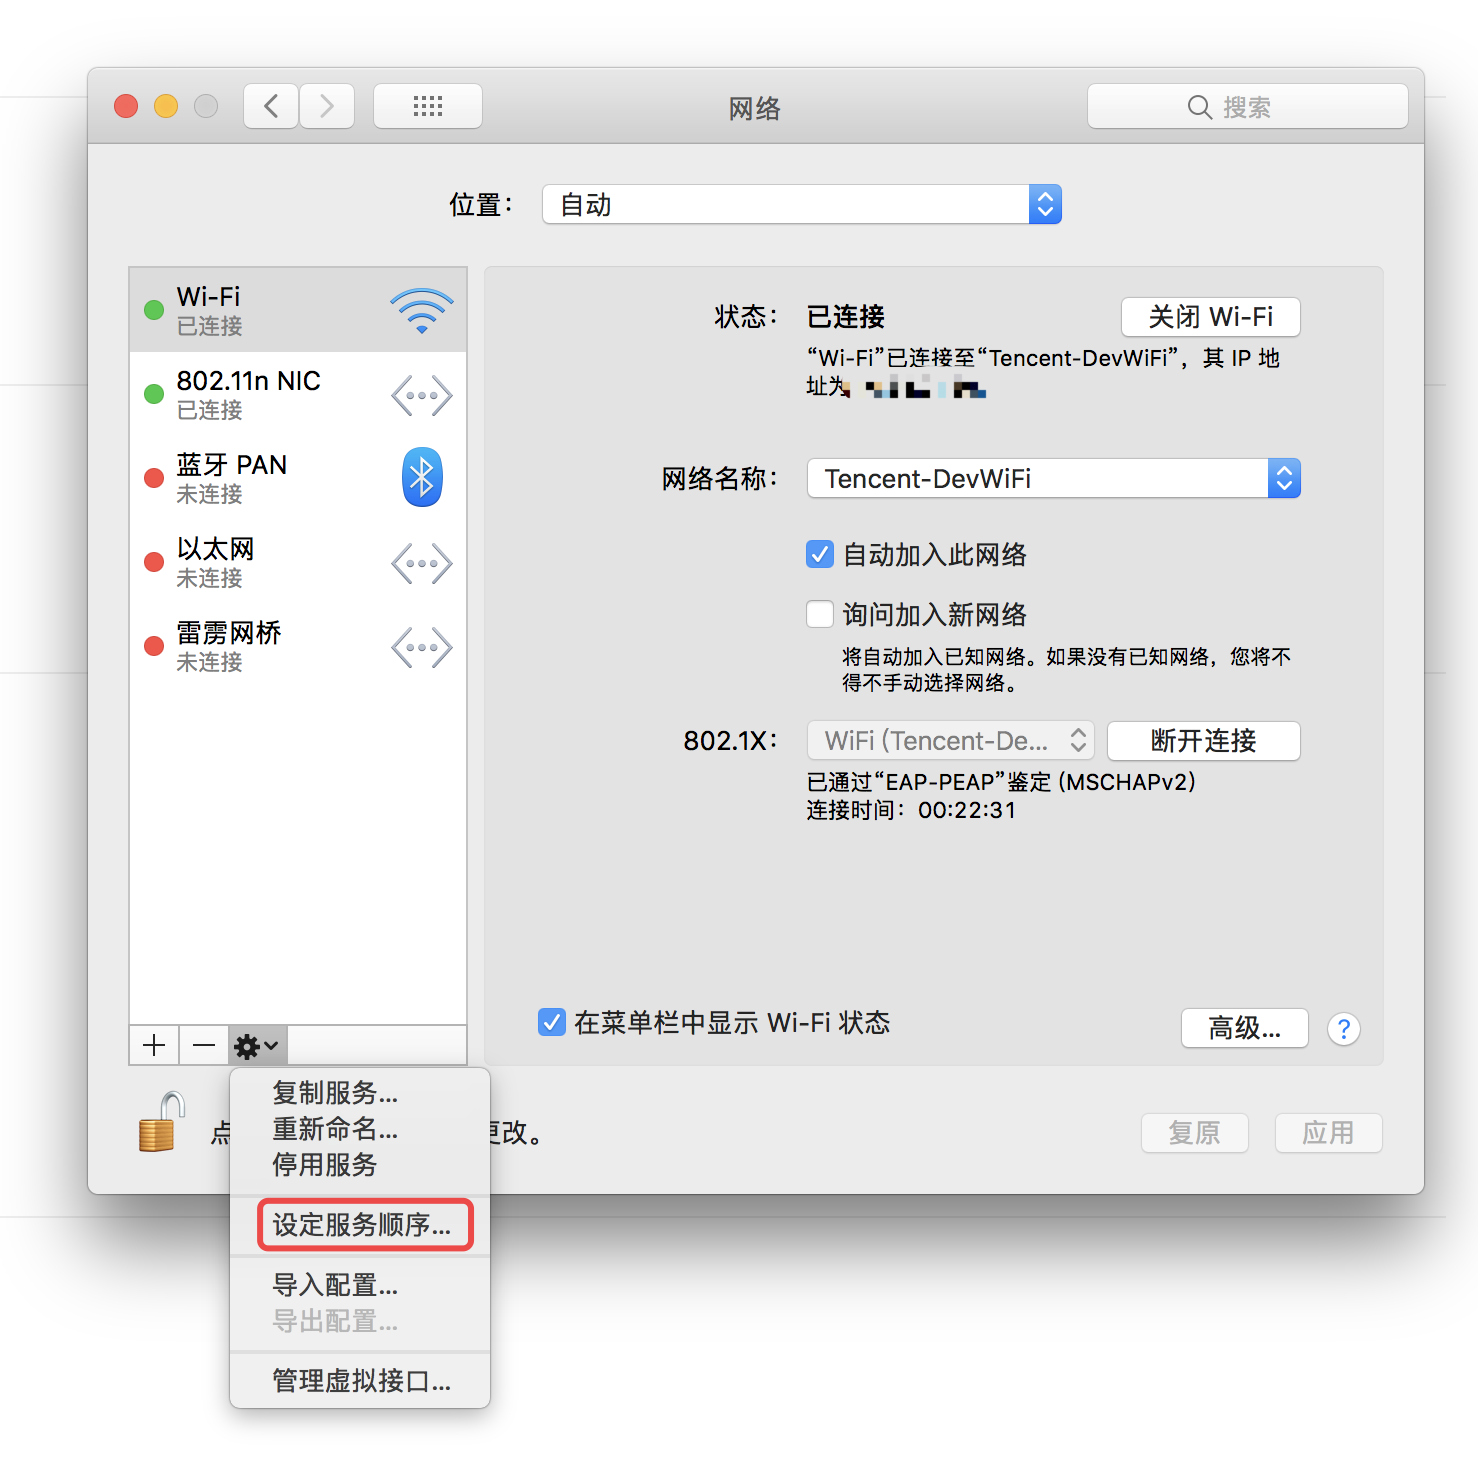 网络
搜索
位置：
自动
Wi-Fi
已连接
802.11n NIC
已连接
蓝牙 PAN
未连接
以太网
未连接
雷雳网桥
未连接
状态：
已连接
关闭 Wi-Fi
“Wi-Fi”已连接至“Tencent-DevWiFi”，其 IP 地
址为
网络名称：
Tencent-DevWiFi
自动加入此网络
询问加入新网络
将自动加入已知网络。如果没有已知网络，您将不
得不手动选择网络。
802.1X：
WiFi (Tencent-De...
断开连接
已通过“EAP-PEAP”鉴定 (MSCHAPv2)
连接时间：00:22:31
在菜单栏中显示 Wi-Fi 状态
高级...
?
点
更改。
复原
应用
复制服务...
重新命名...
停用服务
设定服务顺序...
导入配置...
导出配置...
管理虚拟接口...